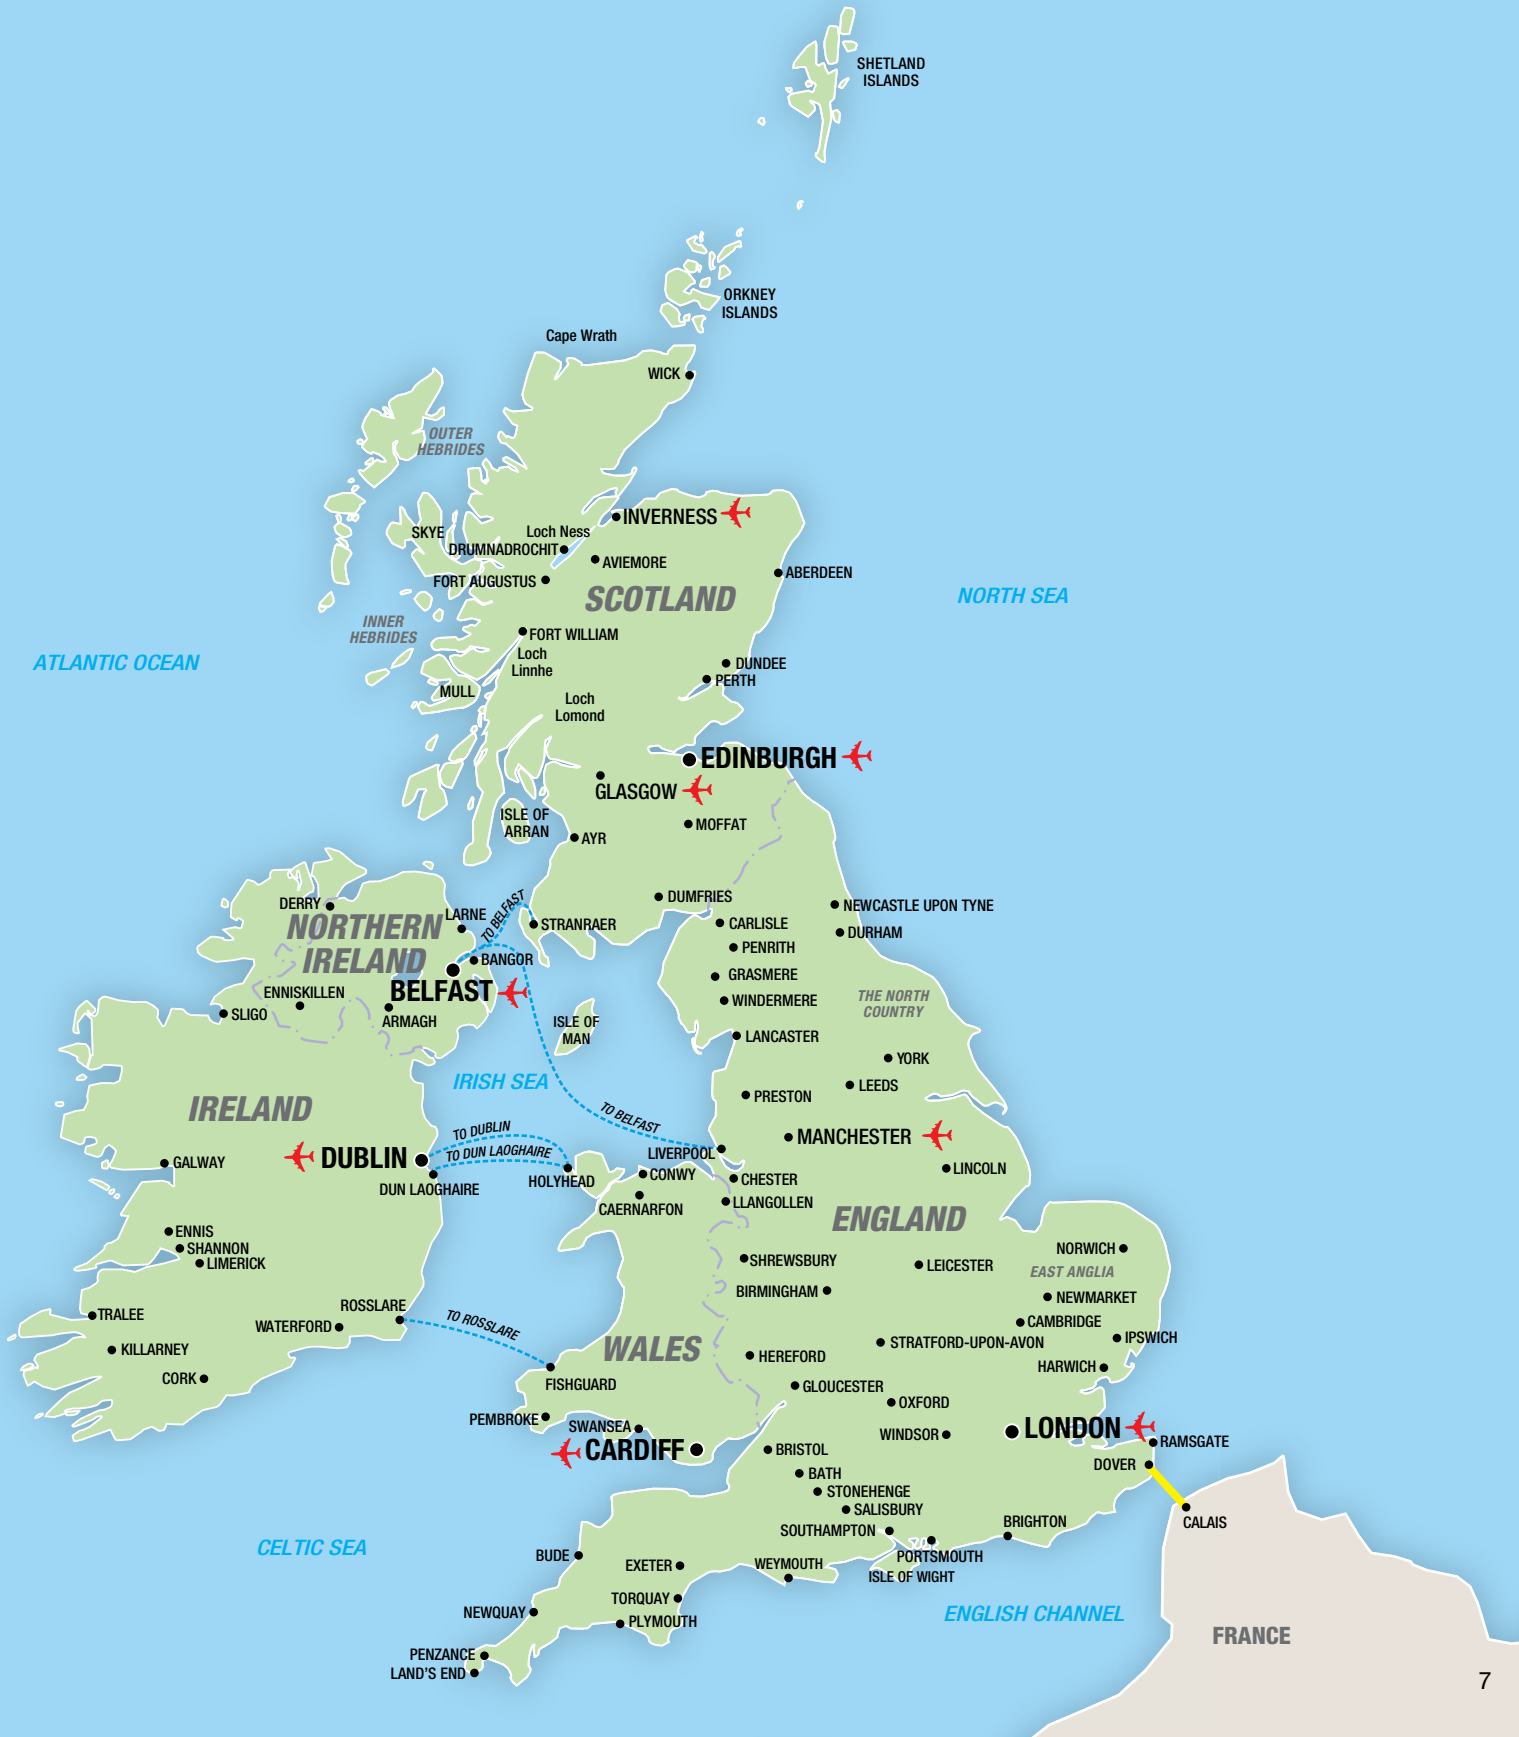 SHETLAND
ISLANDS
ORKNEY
ISLANDS
Cape Wrath
WICK
OUTER
HEBRIDES
INVERNESS
SKYE
Loch Ness
DRUMNADROCHIT
AVIEMORE
ABERDEEN
FORT AUGUSTUS
SCOTLAND
NORTH SEA
INNER
HEBRIDES
FORT WILLIAM
Loch
Linnhe
ATLANTIC OCEAN
DUNDEE
PERTH
MULL
Loch
Lomond
EDINBURGH
GLASGOW
ISLE OF
ARRAN
MOFFAT
AYR
DERRY
LARNE
TO BELFAST
DUMFRIES
NEWCASTLE UPON TYNE
NORTHERN
IRELAND
STRANRAER
CARLISLE
DURHAM
PENRITH
BANGOR
GRASMERE
BELFAST
ENNISKILLEN
WINDERMERE
THE NORTH
COUNTRY
SLIGO
ARMAGH
ISLE OF
MAN
LANCASTER
YORK
IRISH SEA
LEEDS
PRESTON
IRELAND
TO BELFAST
TO DUBLIN
MANCHESTER
DUBLIN
TO DUN LAOGHAIRE
LIVERPOOL
GALWAY
LINCOLN
DUN LAOGHAIRE
HOLYHEAD
CONWY
CHESTER
CAERNARFON
LLANGOLLEN
ENGLAND
ENNIS
SHANNON
LIMERICK
NORWICH
SHREWSBURY
LEICESTER
EAST ANGLIA
BIRMINGHAM
NEWMARKET
ROSSLARE
TRALEE
WATERFORD
TO ROSSLARE
CAMBRIDGE
KILLARNEY
WALES
STRATFORD-UPON-AVON
IPSWICH
HEREFORD
HARWICH
CORK
FISHGUARD
GLOUCESTER
OXFORD
PEMBROKE
SWANSEA
LONDON
WINDSOR
RAMSGATE
CARDIFF
BRISTOL
DOVER
BATH
STONEHENGE
SALISBURY
CALAIS
SOUTHAMPTON
BRIGHTON
CELTIC SEA
BUDE
EXETER
WEYMOUTH
PORTSMOUTH
ISLE OF WIGHT
TORQUAY
NEWQUAY
PLYMOUTH
ENGLISH CHANNEL
FRANCE
PENZANCE
LAND'S END
7